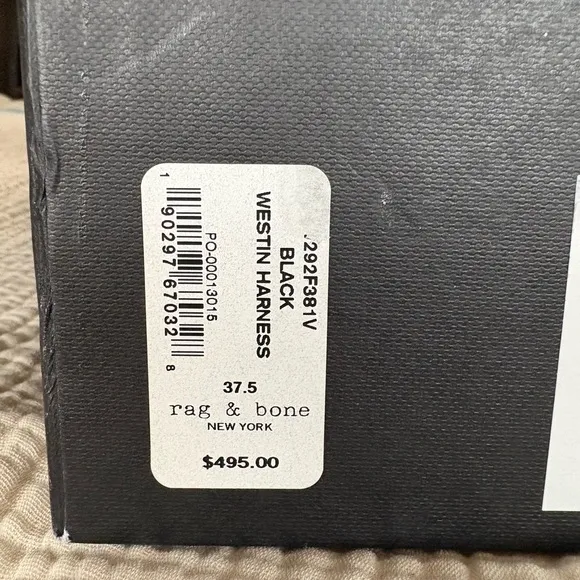 292F381V
BLACK
WESTIN HARNESS
PO-00013015
1 90297 67032 8
37.5
rag & bone
NEW YORK
$495.00